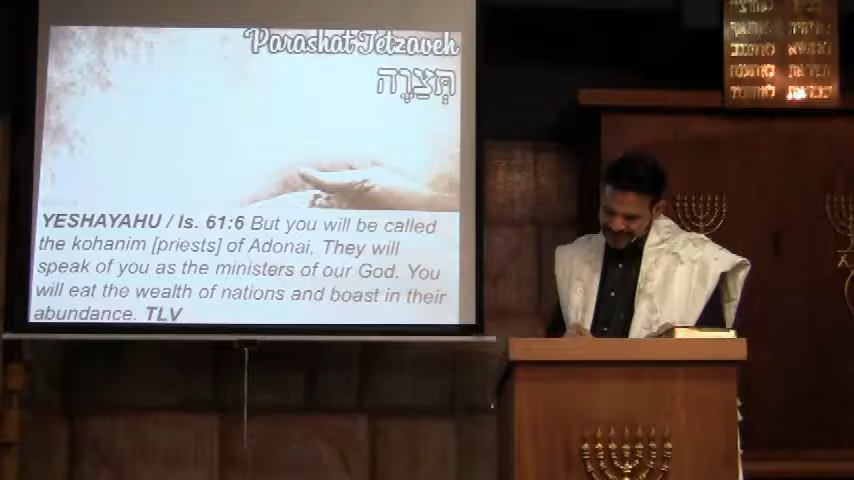 Parashat Tetzaveh
תְּצַוֶּה
YESHAYAHU / Is. 61:6 But you will be called
the kohanim [priests] of Adonai, They will
speak of you as the ministers of our God. You
will eat the wealth of nations and boast in their
abundance. TLV